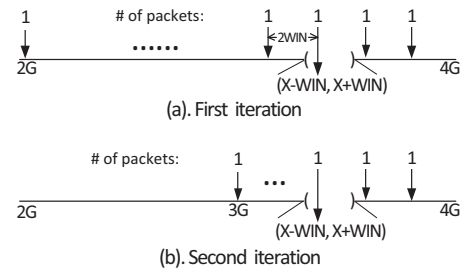 # of packets: 1 1 1 1 1
......
2WIN
( )
2G 4G
(X-WIN, X+WIN)
(a). First iteration
# of packets: 1 1 1 1
...
( )
2G 3G 4G
(X-WIN, X+WIN)
(b). Second iteration